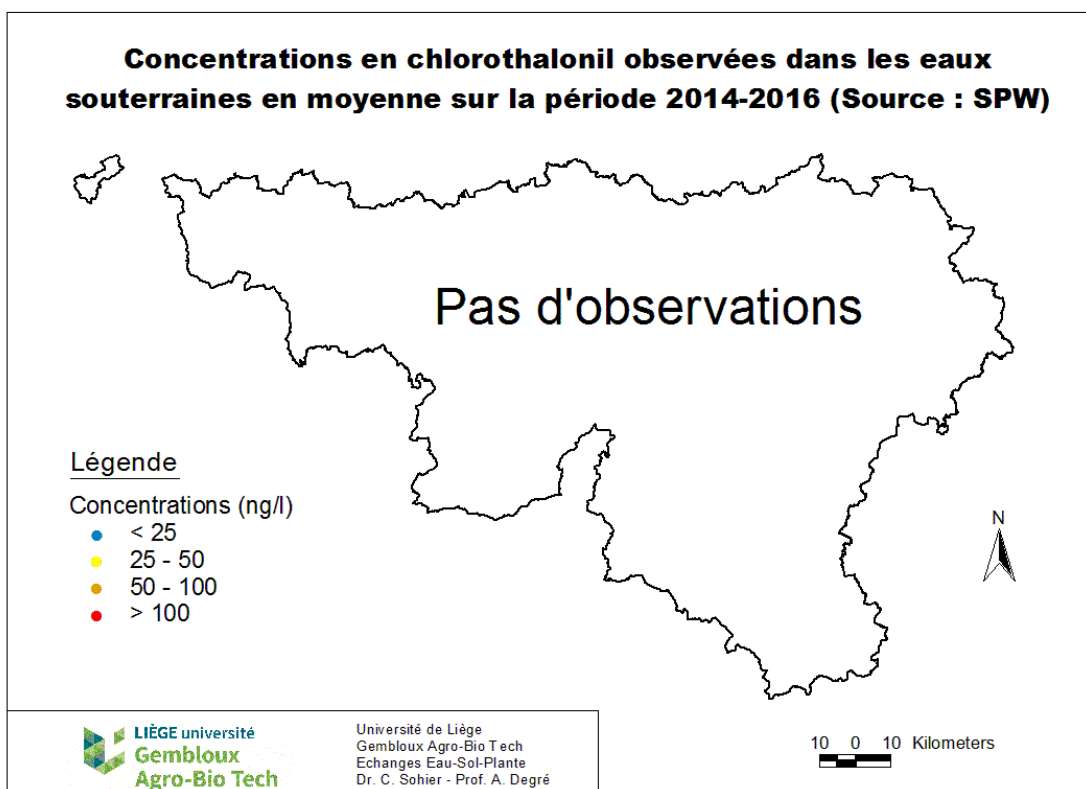 Concentrations en chlorothalonil observées dans les eaux
souterraines en moyenne sur la période 2014-2016 (Source : SPW)
Pas d'observations
Légende
Concentrations (ng/l)
< 25
25 - 50
50 - 100
> 100
N
10 0 10 Kilometers
LIÈGE université
Gembloux
Agro-Bio Tech
Université de Liège
Gembloux Agro-Bio Tech
Echanges Eau-Sol-Plante
Dr. C. Sohier - Prof. A. Degré